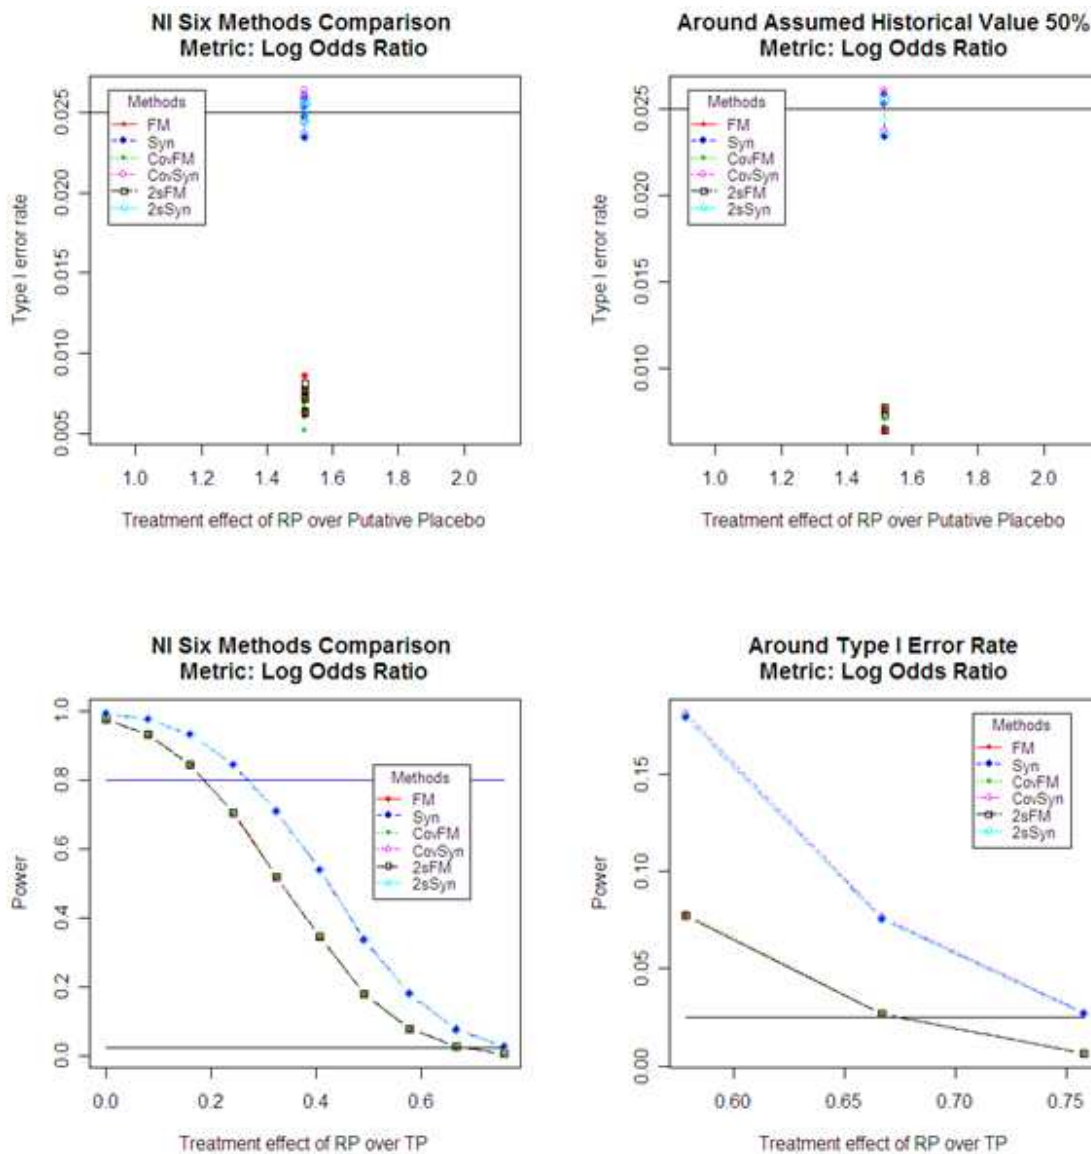 NI Six Methods Comparison
Metric: Log Odds Ratio
Type I error rate
0.025
0.020
0.015
0.010
0.005
Methods
FM
Syn
CovFM
CovSyn
2sFM
2sSyn
1.0 1.2 1.4 1.6 1.8 2.0
Treatment effect of RP over Putative Placebo
Around Assumed Historical Value 50%
Metric: Log Odds Ratio
Type I error rate
0.025
0.020
0.015
0.010
Methods
FM
Syn
CovFM
CovSyn
2sFM
2sSyn
1.0 1.2 1.4 1.6 1.8 2.0
Treatment effect of RP over Putative Placebo
NI Six Methods Comparison
Metric: Log Odds Ratio
Power
1.0
0.8
0.6
0.4
0.2
0.0
Methods
FM
Syn
CovFM
CovSyn
2sFM
2sSyn
0.0 0.2 0.4 0.6
Treatment effect of RP over TP
Around Type I Error Rate
Metric: Log Odds Ratio
Power
0.15
0.10
0.05
0.00
Methods
FM
Syn
CovFM
CovSyn
2sFM
2sSyn
0.60 0.65 0.70 0.75
Treatment effect of RP over TP